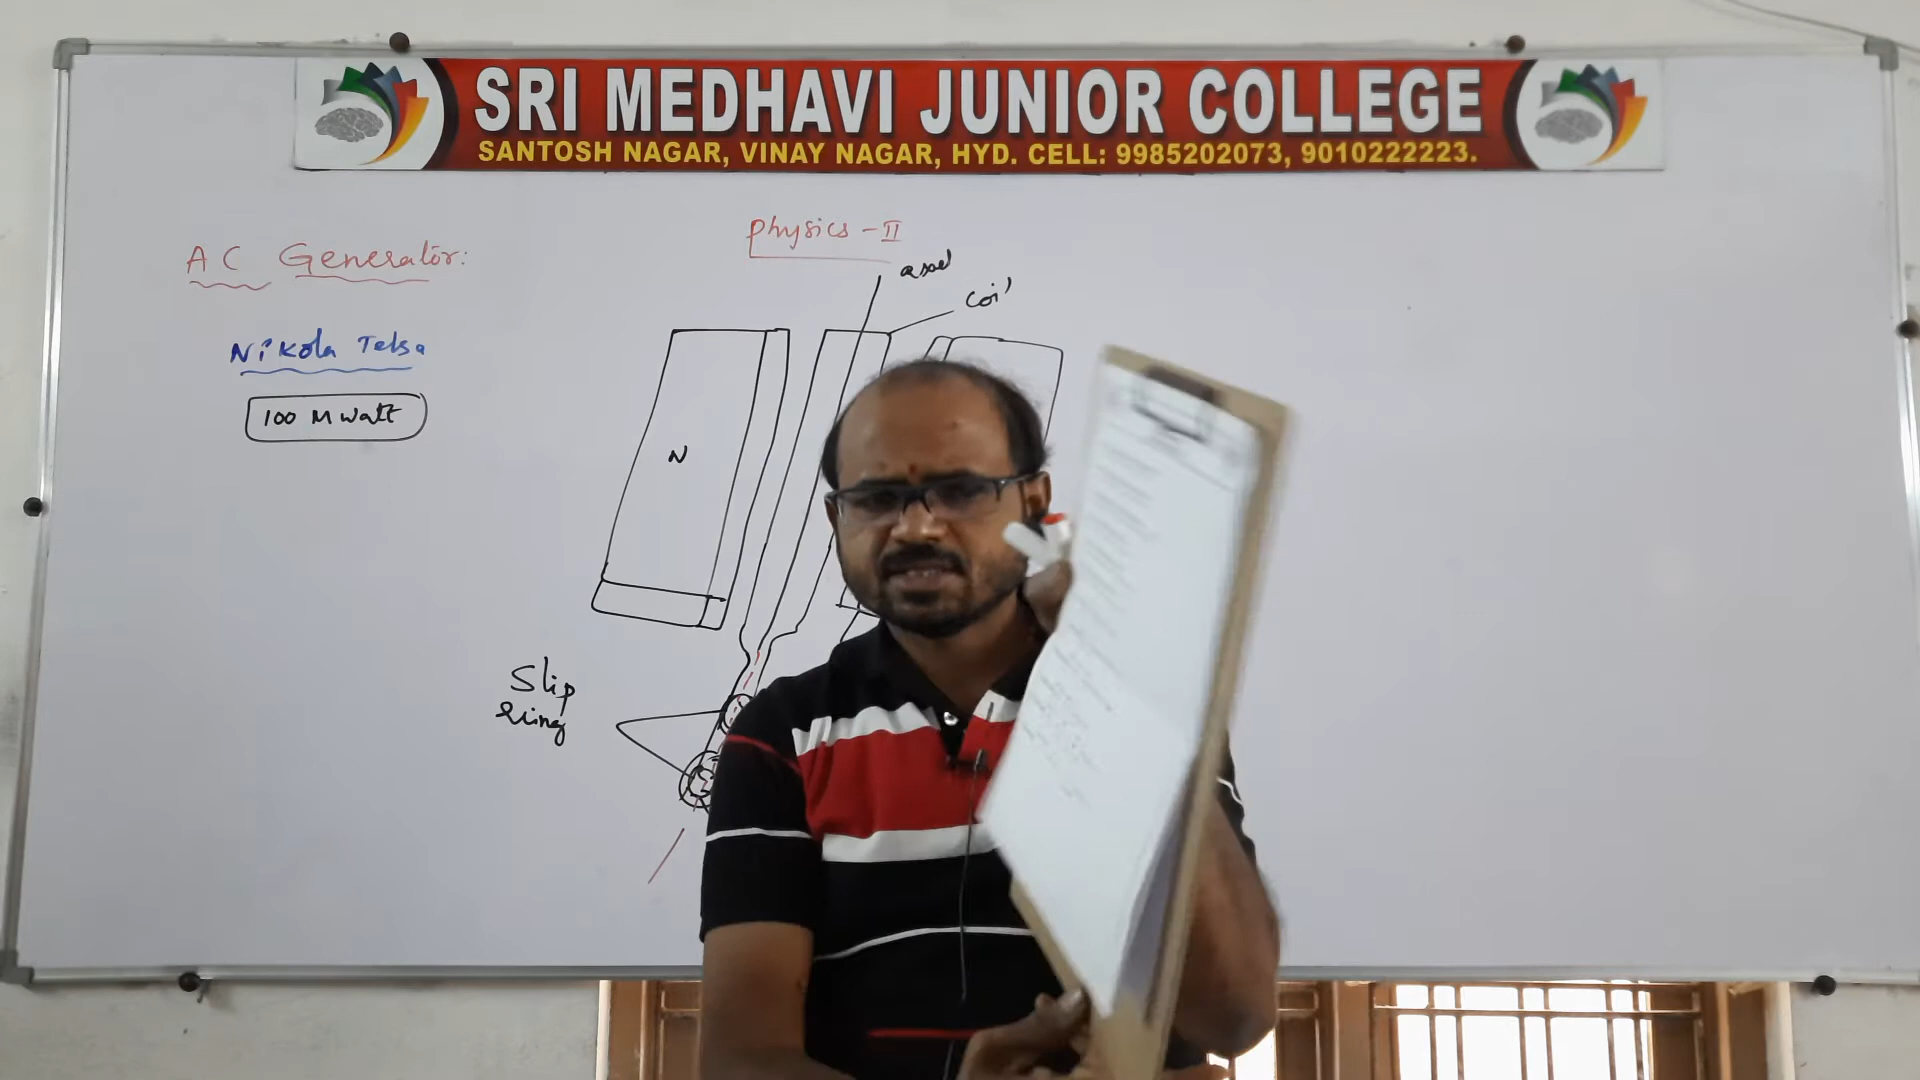 SRI MEDHAVI JUNIOR COLLEGE
SANTOSH NAGAR, VINAY NAGAR, HYD. CELL: 9985202073, 9010222223.
Physics - II
AC Generator:
axel
coil
Nikola Telsa
100 M watt
N
Slip
ring